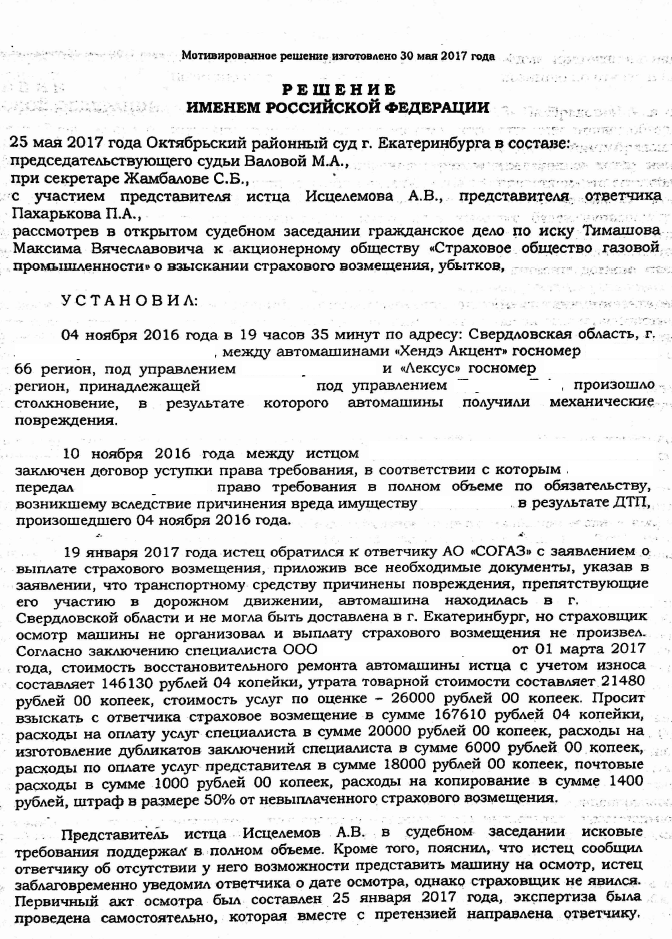 Мотивированное решение изготовлено 30 мая 2017 года
Р Е Ш Е Н И Е
ИМЕНЕМ РОССИЙСКОЙ ФЕДЕРАЦИИ
25 мая 2017 года Октябрьский районный суд г. Екатеринбурга в составе:
председательствующего судьи Валовой М.А.,
при секретаре Жамбалове С.Б.,
с участием представителя истца Исцелемова А.В., представителя ответчика
Пахарькова П.А.,
рассмотрев в открытом судебном заседании гражданское дело по иску Тимашова
Максима Вячеславовича к акционерному обществу «Страховое общество газовой
промышленности» о взыскании страхового возмещения, убытков,
У С Т А Н О В И Л:
04 ноября 2016 года в 19 часов 35 минут по адресу: Свердловская область, г.
, между автомашинами «Хендэ Акцент» госномер
66 регион, под управлением и «Лексус» госномер
регион, принадлежащей под управлением , произошло
столкновение, в результате которого автомашины получили механические
повреждения.
10 ноября 2016 года между истцом
заключен договор уступки права требования, в соответствии с которым
передал право требования в полном объеме по обязательству,
возникшему вследствие причинения вреда имуществу в результате ДТП,
произошедшего 04 ноября 2016 года.
19 января 2017 года истец обратился к ответчику АО «СОГАЗ» с заявлением о
выплате страхового возмещения, приложив все необходимые документы, указав в
заявлении, что транспортному средству причинены повреждения, препятствующие
его участию в дорожном движении, автомашина находилась в г.
Свердловской области и не могла быть доставлена в г. Екатеринбург, но страховщик
осмотр машины не организовал и выплату страхового возмещения не произвел.
Согласно заключению специалиста ООО от 01 марта 2017
года, стоимость восстановительного ремонта автомашины истца с учетом износа
составляет 146130 рублей 04 копейки, утрата товарной стоимости составляет 21480
рублей 00 копеек, стоимость услуг по оценке – 26000 рублей 00 копеек. Просит
взыскать с ответчика страховое возмещение в сумме 167610 рублей 04 копейки,
расходы на оплату услуг специалиста в сумме 20000 рублей 00 копеек, расходы на
изготовление дубликатов заключений специалиста в сумме 6000 рублей 00 копеек,
расходы по оплате услуг представителя в сумме 18000 рублей 00 копеек, почтовые
расходы в сумме 1000 рублей 00 копеек, расходы на копирование в сумме 1400
рублей, штраф в размере 50% от невыплаченного страхового возмещения.
Представитель истца Исцелемов А.В. в судебном заседании исковые
требования поддержал в полном объеме. Кроме того, пояснил, что истец сообщил
ответчику об отсутствии у него возможности представить машину на осмотр, истец
заблаговременно уведомил ответчика о дате осмотра, однако страховщик не явился.
Первичный акт осмотра был составлен 25 января 2017 года, экспертиза была
проведена самостоятельно, которая вместе с претензией направлена ответчику.